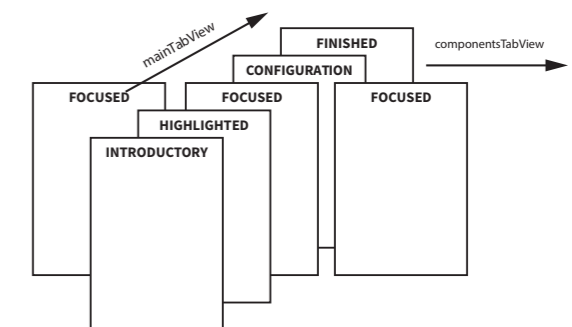 mainTabView
FINISHED
componentsTabView
CONFIGURATION
FOCUSED
FOCUSED
FOCUSED
HIGHLIGHTED
INTRODUCTORY